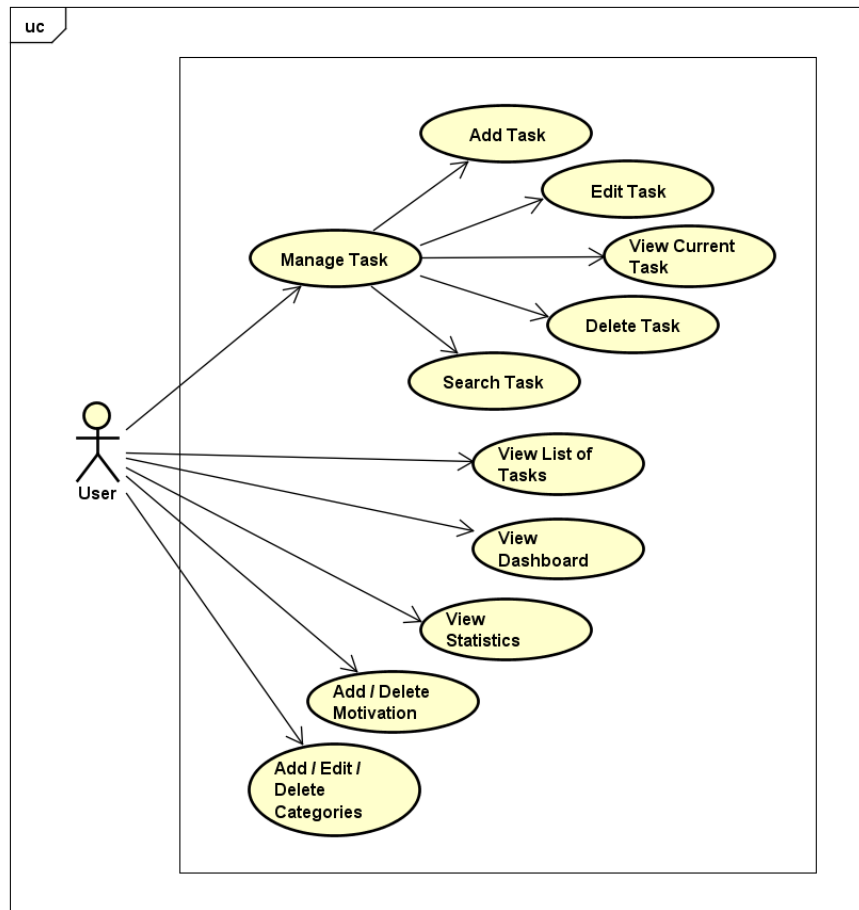 uc
Add Task
Edit Task
View Current
Task
Manage Task
Delete Task
Search Task
View List of
Tasks
User
View
Dashboard
View
Statistics
Add / Delete
Motivation
Add / Edit /
Delete
Categories